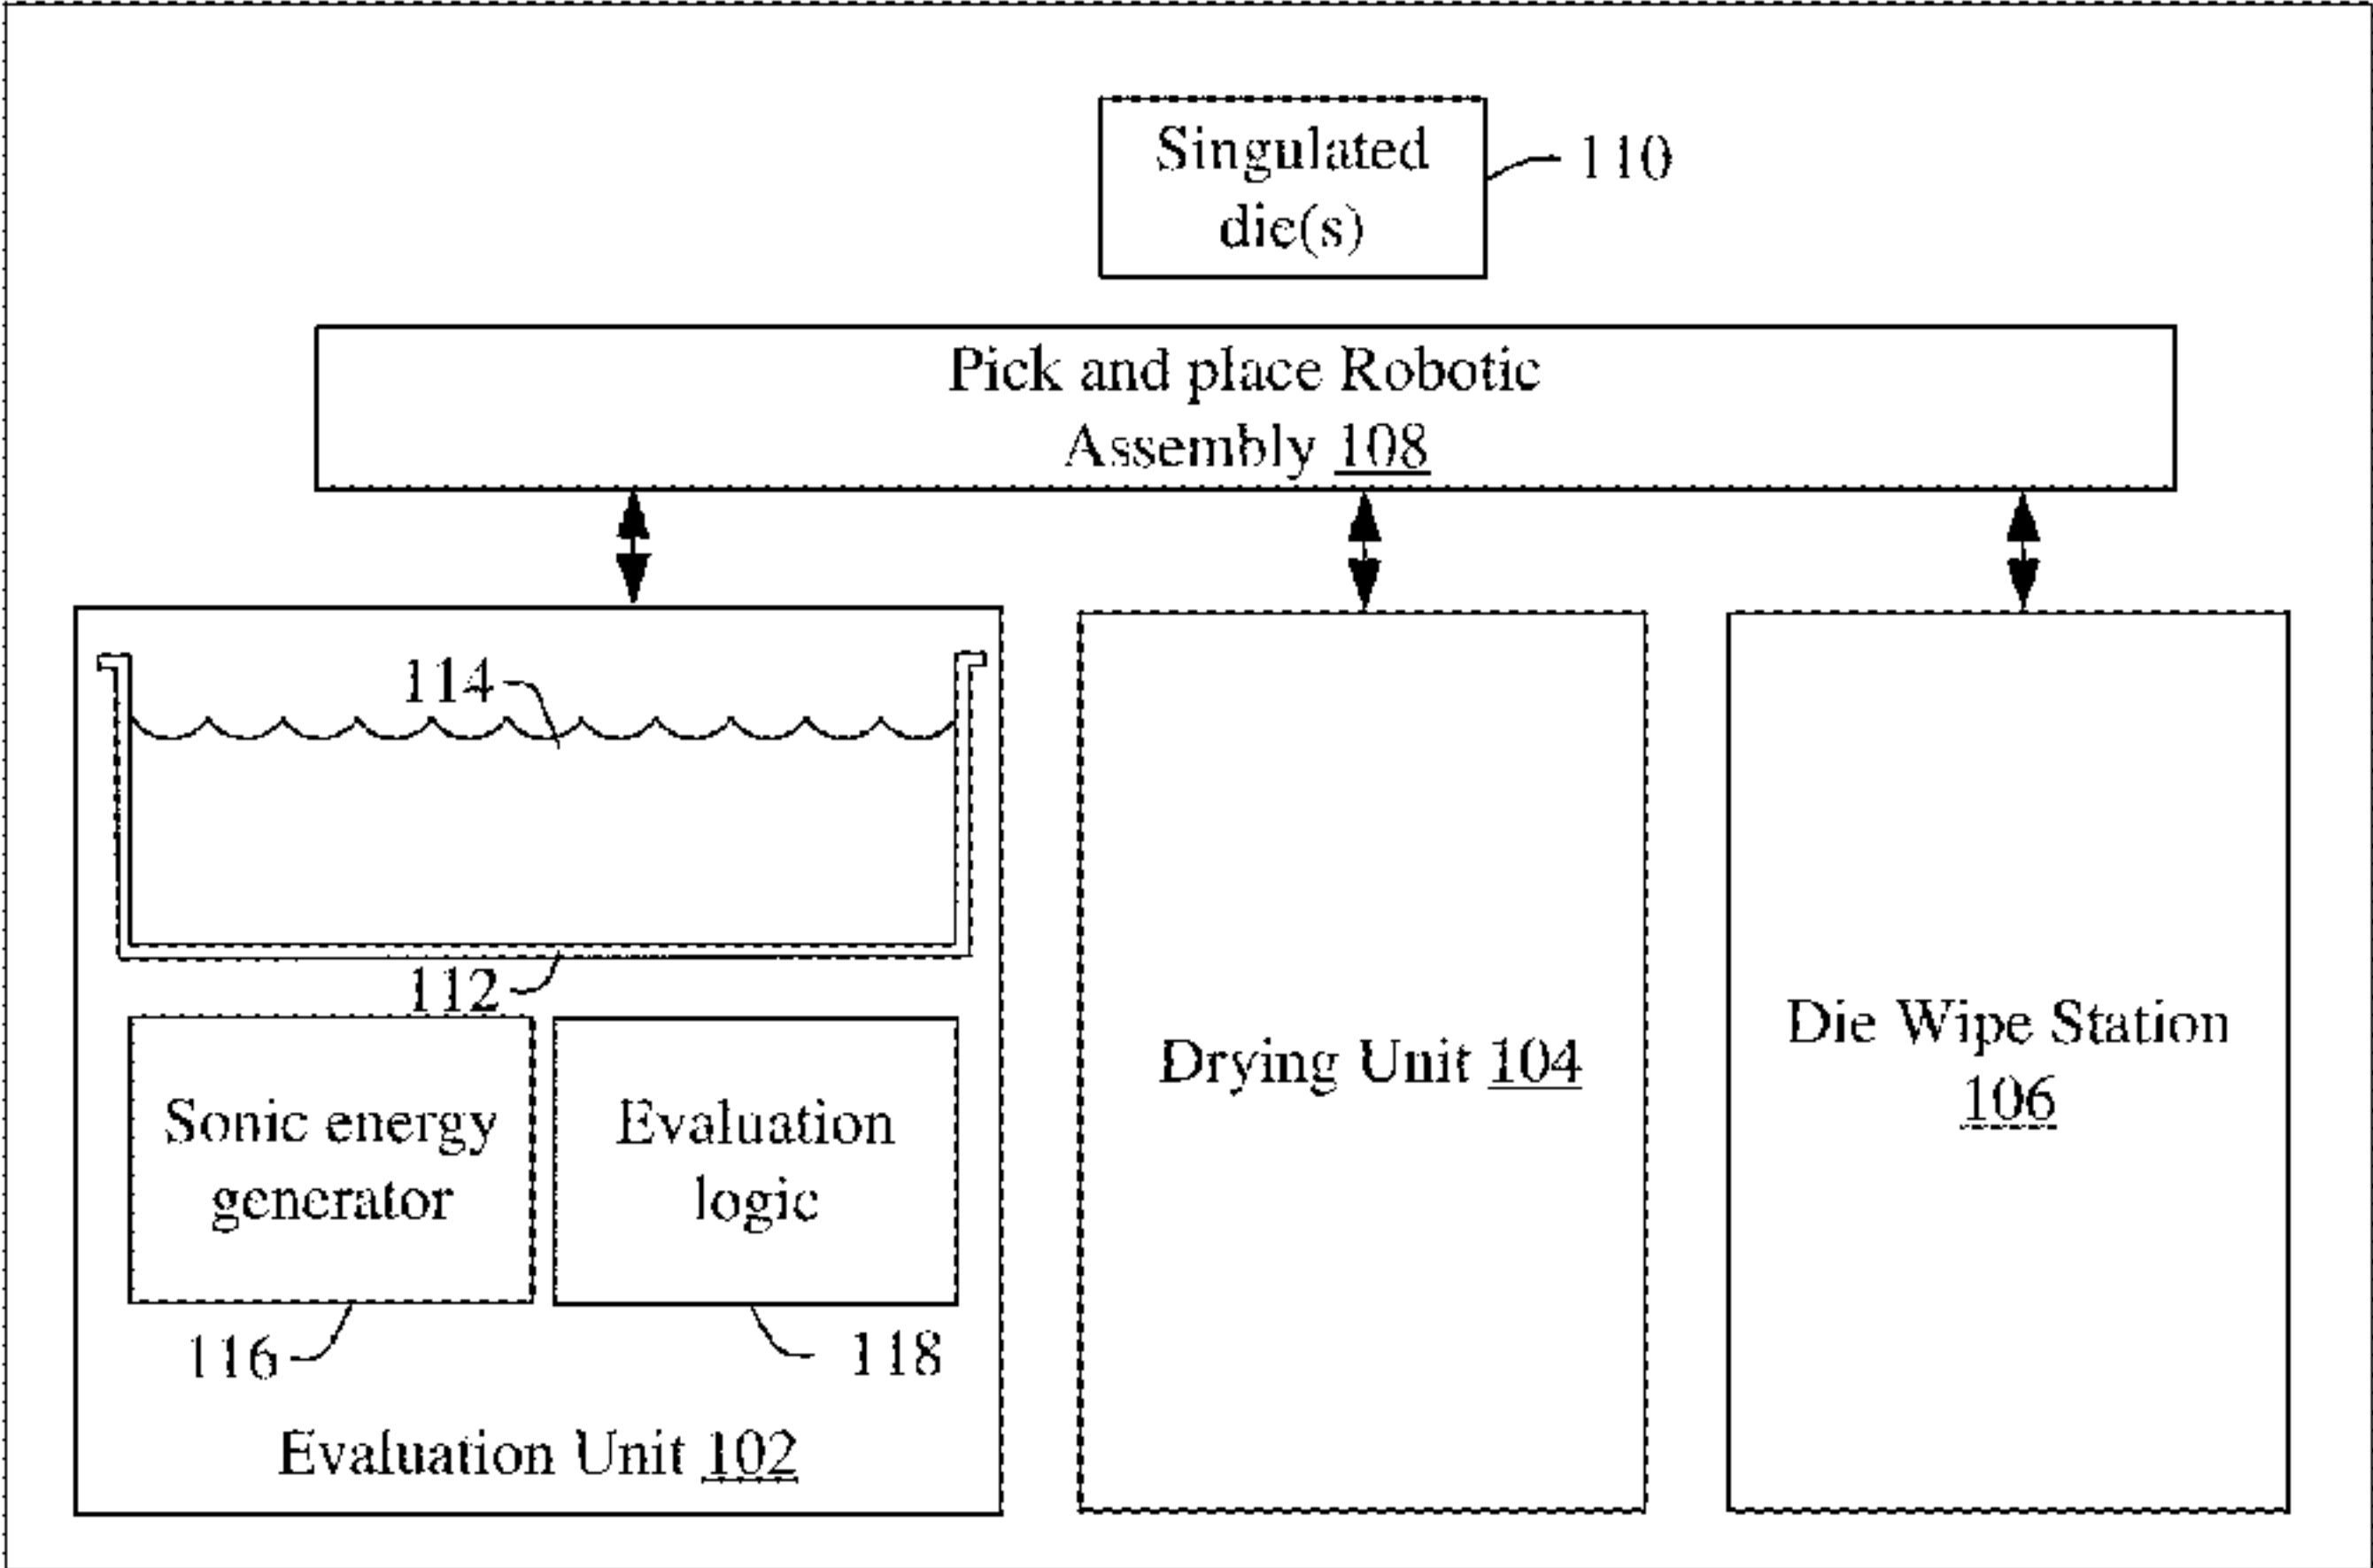 Singulated
die(s)
110
Pick and place Robotic
Assembly 108
114
112
Sonic energy
generator
116
Evaluation
logic
118
Evaluation Unit 102
Drying Unit 104
Die Wipe Station
106